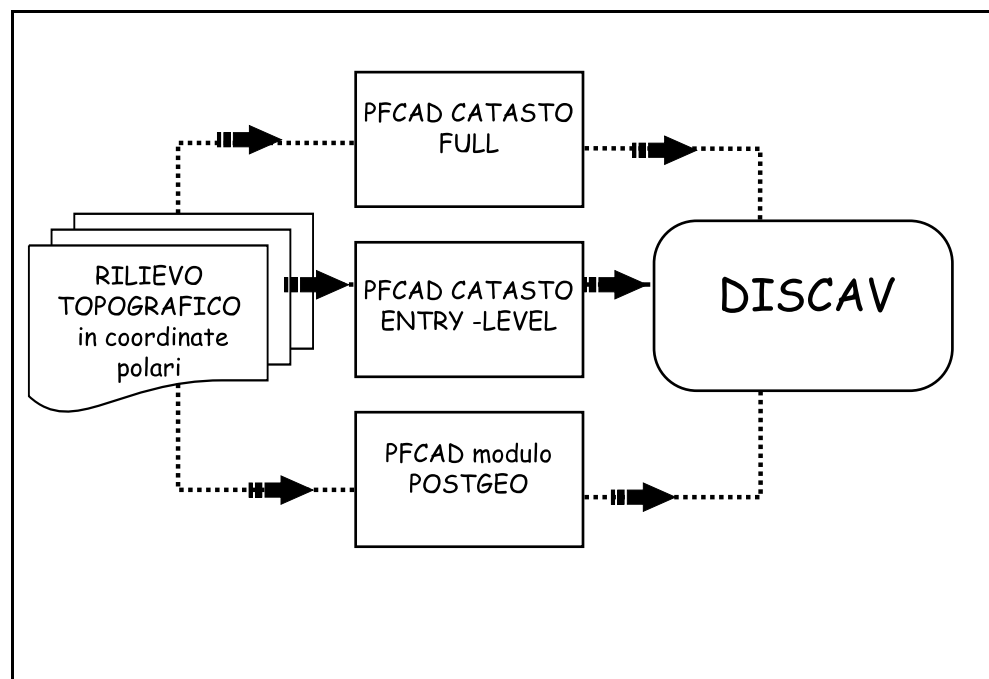 PFCAD CATASTO
FULL
RILIEVO
TOPOGRAFICO
in coordinate
polari
PFCAD CATASTO
ENTRY -LEVEL
DISCAV
PFCAD modulo
POSTGEO